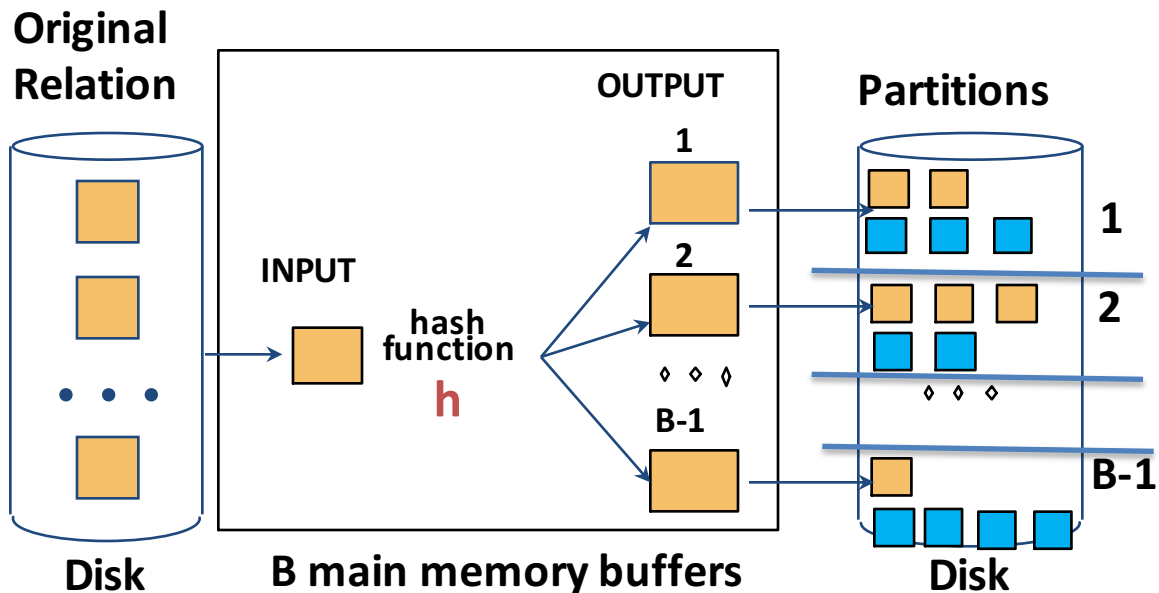 Original
Relation
OUTPUT
Partitions
1
1
INPUT
2
2
hash
function
h
B-1
B-1
Disk
B main memory buffers
Disk